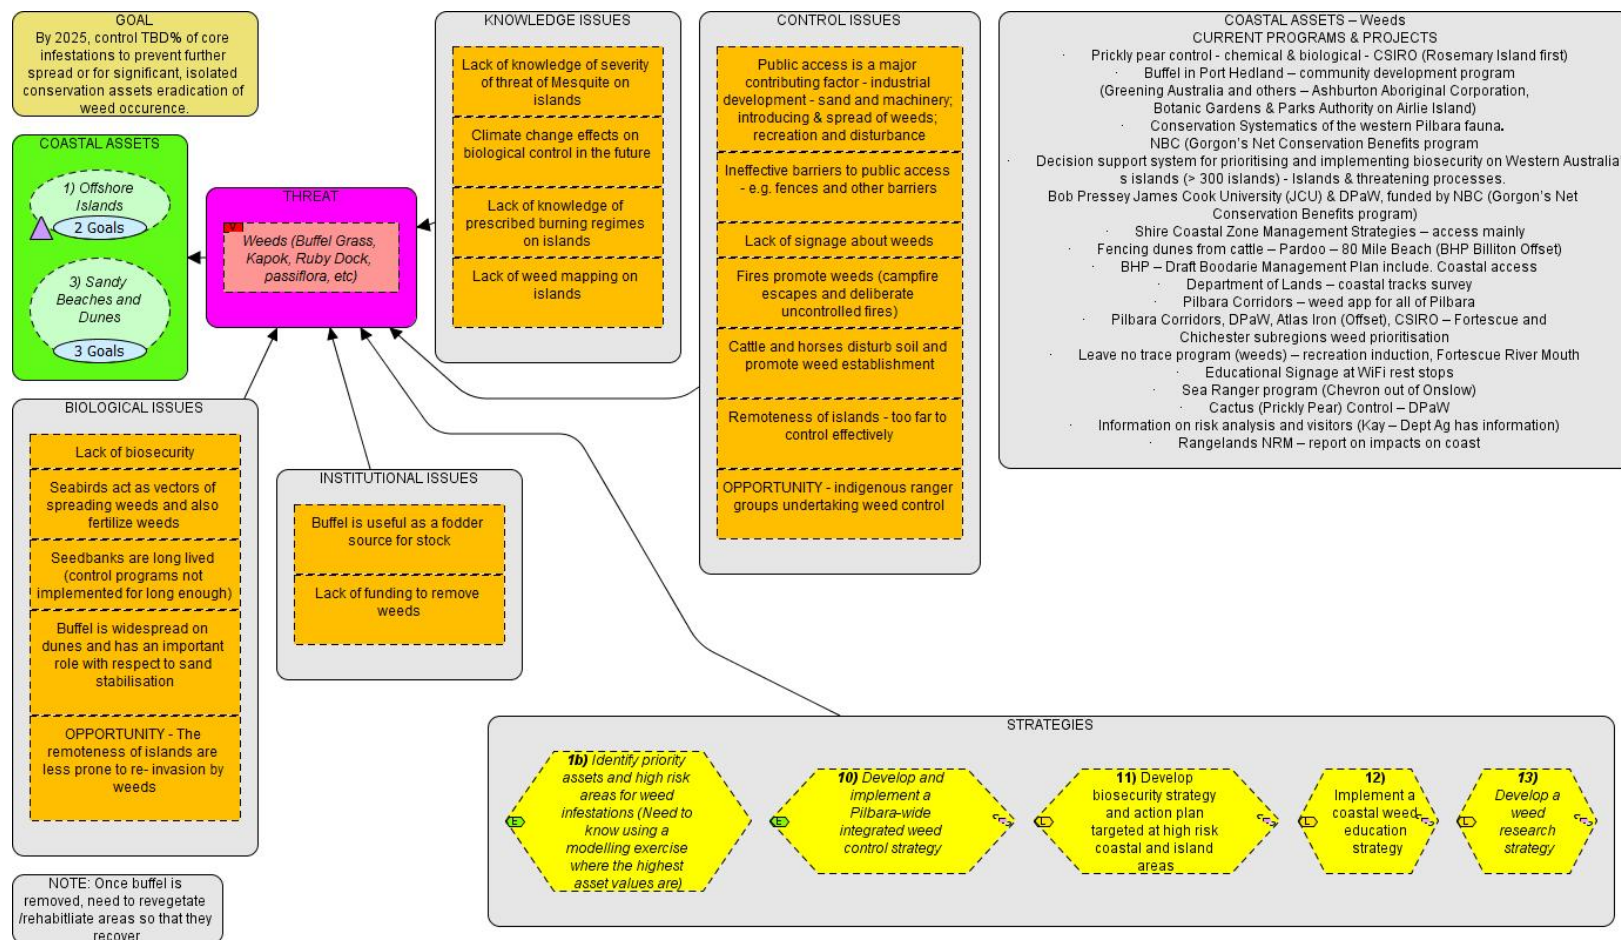 GOAL
By 2025, control TBD% of core
infestations to prevent further
spread or for significant, isolated
conservation assets eradication of
weed occurence.
COASTAL ASSETS
1) Offshore
Islands
2 Goals
3) Sandy
Beaches and
Dunes
3 Goals
THREAT
Weeds (Buffel Grass,
Kapok, Ruby Dock,
passiflora, etc)
KNOWLEDGE ISSUES
Lack of knowledge of severity
of threat of Mesquite on
islands
Climate change effects on
biological control in the future
Lack of knowledge of
prescribed burning regimes
on islands
Lack of weed mapping on
islands
CONTROL ISSUES
Public access is a major
contributing factor - industrial
development - sand and machinery;
introducing & spread of weeds;
recreation and disturbance
Ineffective barriers to public access
- e.g. fences and other barriers
Lack of signage about weeds
Fires promote weeds (campfire
escapes and deliberate
uncontrolled fires)
Cattle and horses disturb soil and
promote weed establishment
Remoteness of islands - too far to
control effectively
OPPORTUNITY - indigenous ranger
groups undertaking weed control
COASTAL ASSETS – Weeds
CURRENT PROGRAMS & PROJECTS
· Prickly pear control - chemical & biological - CSIRO (Rosemary Island first)
· Buffel in Port Hedland – community development program
(Greening Australia and others – Ashburton Aboriginal Corporation,
Botanic Gardens & Parks Authority on Airlie Island)
· Conservation Systematics of the western Pilbara fauna.
NBC (Gorgon's Net Conservation Benefits program
· Decision support system for prioritising and implementing biosecurity on Western Australia
s islands (> 300 islands) - Islands & threatening processes.
Bob Pressey James Cook University (JCU) & DPaW, funded by NBC (Gorgon's Net
Conservation Benefits program)
· Shire Coastal Zone Management Strategies – access mainly
· Fencing dunes from cattle – Pardoo – 80 Mile Beach (BHP Billiton Offset)
· BHP – Draft Boodarie Management Plan include. Coastal access
· Department of Lands – coastal tracks survey
· Pilbara Corridors – weed app for all of Pilbara
· Pilbara Corridors, DPaW, Atlas Iron (Offset), CSIRO – Fortescue and
Chichester subregions weed prioritisation
· Leave no trace program (weeds) – recreation induction, Fortescue River Mouth
· Educational Signage at WiFi rest stops
· Sea Ranger program (Chevron out of Onslow)
· Cactus (Prickly Pear) Control – DPaW
· Information on risk analysis and visitors (Kay – Dept Ag has information)
· Rangelands NRM – report on impacts on coast
BIOLOGICAL ISSUES
Lack of biosecurity
Seabirds act as vectors of
spreading weeds and also
fertilize weeds
Seedbanks are long lived
(control programs not
implemented for long enough)
Buffel is widespread on
dunes and has an important
role with respect to sand
stabilisation
OPPORTUNITY - The
remoteness of islands are
less prone to re- invasion by
weeds
INSTITUTIONAL ISSUES
Buffel is useful as a fodder
source for stock
Lack of funding to remove
weeds
STRATEGIES
1b) Identify priority
assets and high risk
areas for weed
infestations (Need to
know using a
modelling exercise
where the highest
asset values are)
E
10) Develop and
implement a
Pilbara-wide
integrated weed
control strategy
E
11) Develop
biosecurity strategy
and action plan
targeted at high risk
coastal and island
areas
L
12)
Implement a
coastal weed
education
strategy
L
13)
Develop a
weed
research
strategy
L
NOTE: Once buffel is
removed, need to revegetate
/rehabitliate areas so that they
recover